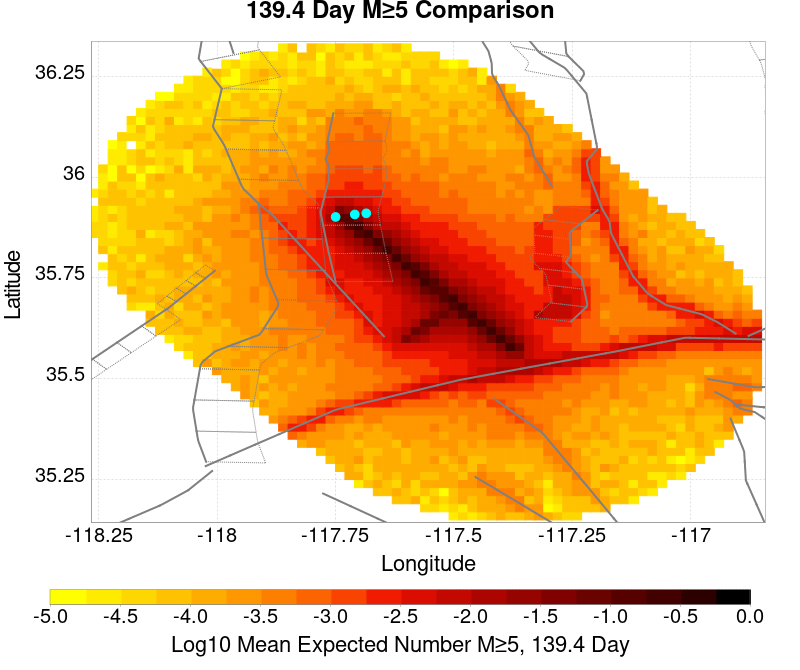 139.4 Day M≥5 Comparison
36.25
36
35.75
35.5
35.25
Latitude
-118.25 -118 -117.75 -117.5 -117.25 -117
Longitude
-5.0 -4.5 -4.0 -3.5 -3.0 -2.5 -2.0 -1.5 -1.0 -0.5 0.0
Log10 Mean Expected Number M≥5, 139.4 Day